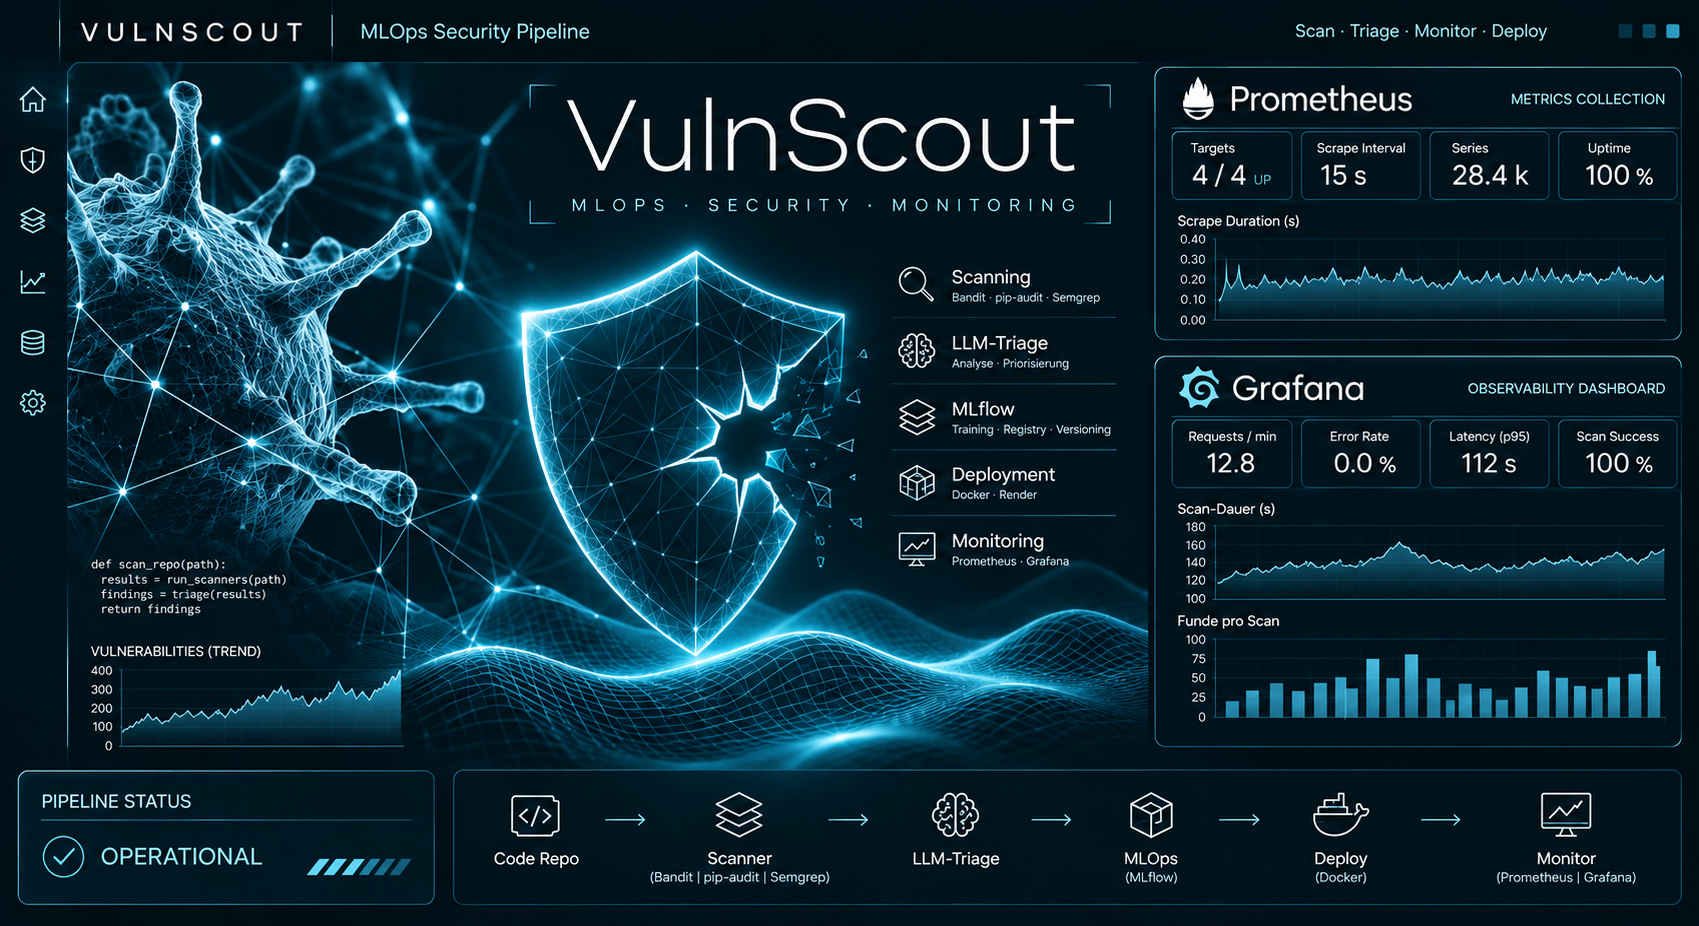 VULNSCOUT
MLOps Security Pipeline
Scan · Triage · Monitor · Deploy
VulnScout
MLOPS · SECURITY · MONITORING
Scanning
Bandit · pip-audit · Semgrep
LLM-Triage
Analyse · Priorisierung
MLflow
Training · Registry · Versioning
Deployment
Docker · Render
Monitoring
Prometheus · Grafana
def scan_repo(path):
results = run_scanners(path)
findings = triage(results)
return findings
VULNERABILITIES (TREND)
400
300
200
100
0
Prometheus
METRICS COLLECTION
Targets
4 / 4 UP
Scrape Interval
15 s
Series
28.4 k
Uptime
100 %
Scrape Duration (s)
0.40
0.30
0.20
0.10
0.00
Grafana
OBSERVABILITY DASHBOARD
Requests / min
12.8
Error Rate
0.0 %
Latency (p95)
112 s
Scan Success
100 %
Scan-Dauer (s)
180
160
140
120
100
Funde pro Scan
100
75
50
25
0
PIPELINE STATUS
OPERATIONAL
</> 
Code Repo
Scanner
(Bandit | pip-audit | Semgrep)
LLM-Triage
MLOps
(MLflow)
Deploy
(Docker)
Monitor
(Prometheus | Grafana)